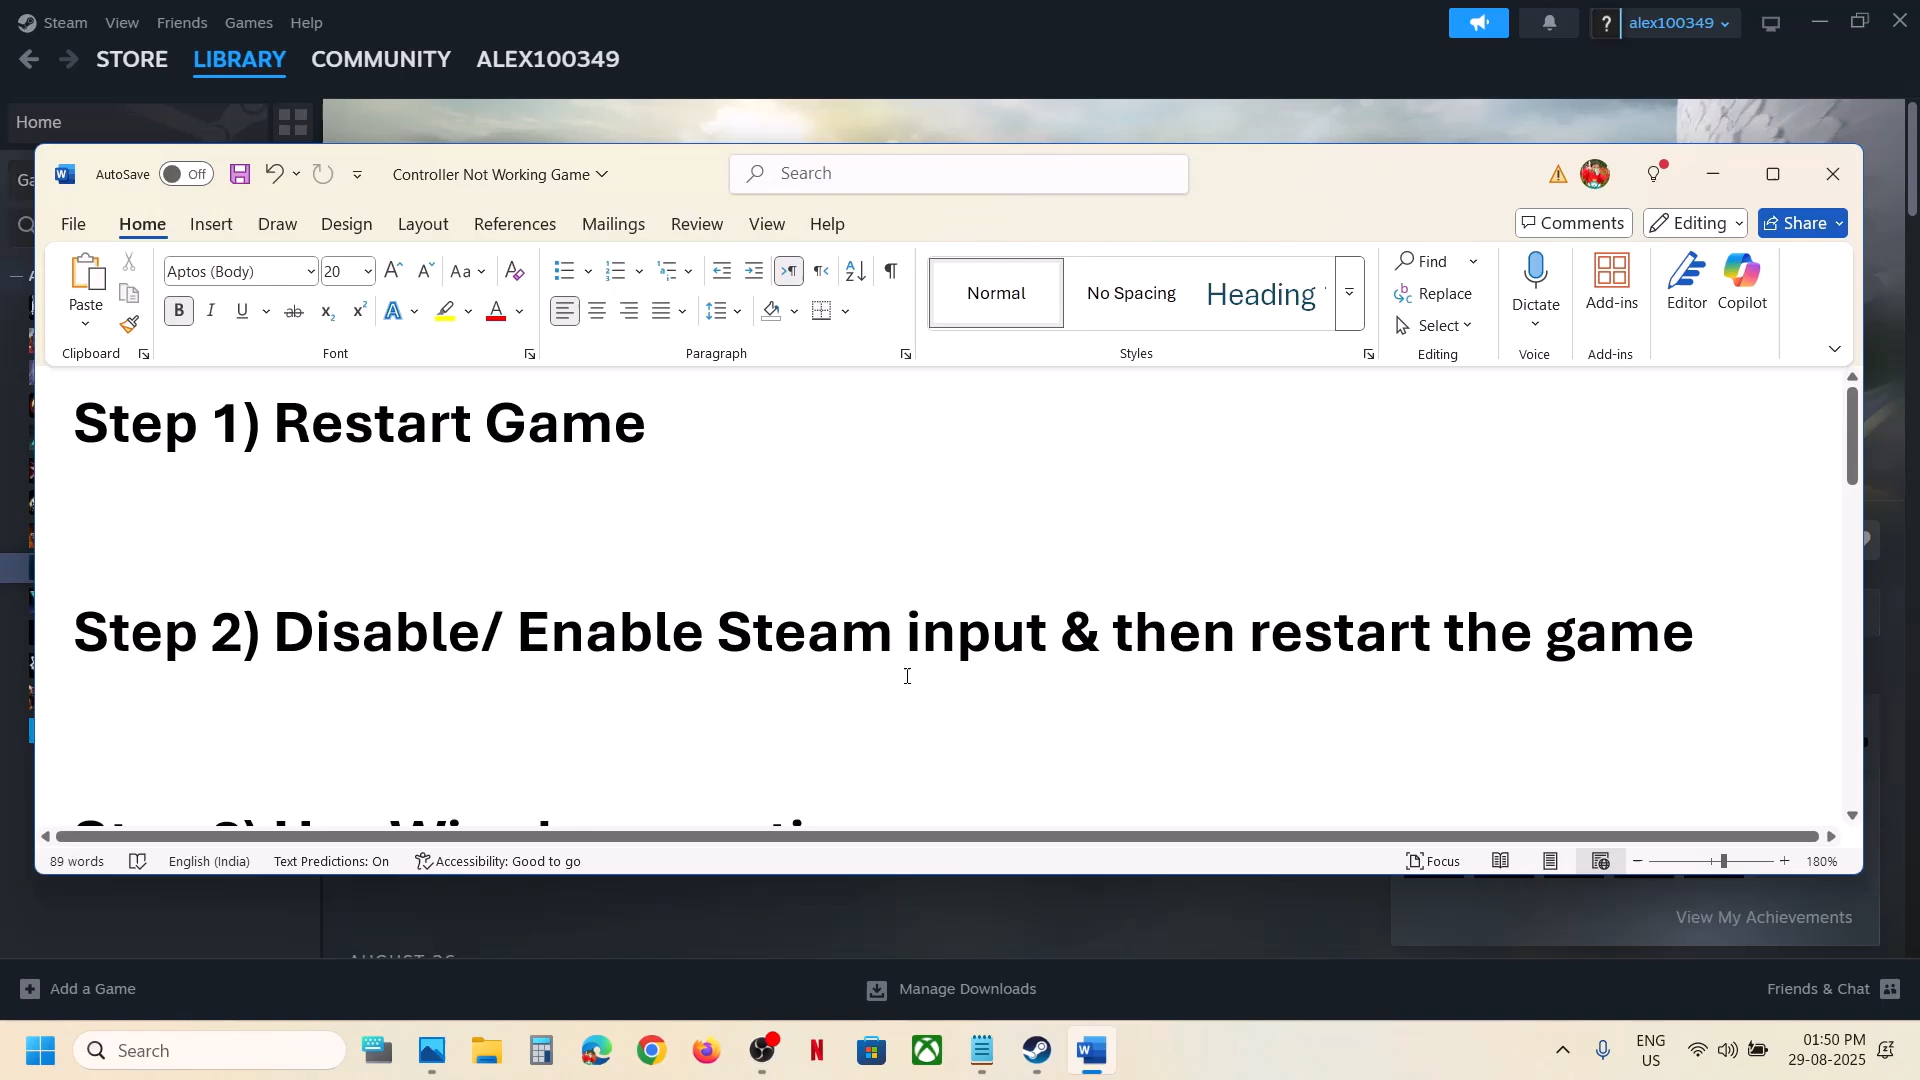 Steam View Friends Games Help
alex100349
STORE LIBRARY COMMUNITY ALEX100349
Home
AutoSave Off Controller Not Working Game Search
File Home Insert Draw Design Layout References Mailings Review View Help
Comments Editing Share
Paste
Aptos (Body) 20
Normal No Spacing Heading
Find
Replace
Select
Dictate Add-ins Editor Copilot
Clipboard Font Paragraph Styles Editing Voice Add-ins
Step 1) Restart Game
Step 2) Disable/ Enable Steam input & then restart the game
89 words English (India) Text Predictions: On Accessibility: Good to go Focus 180%
View My Achievements
Add a Game Manage Downloads Friends & Chat
Search
ENG
US
01:50 PM
29-08-2025